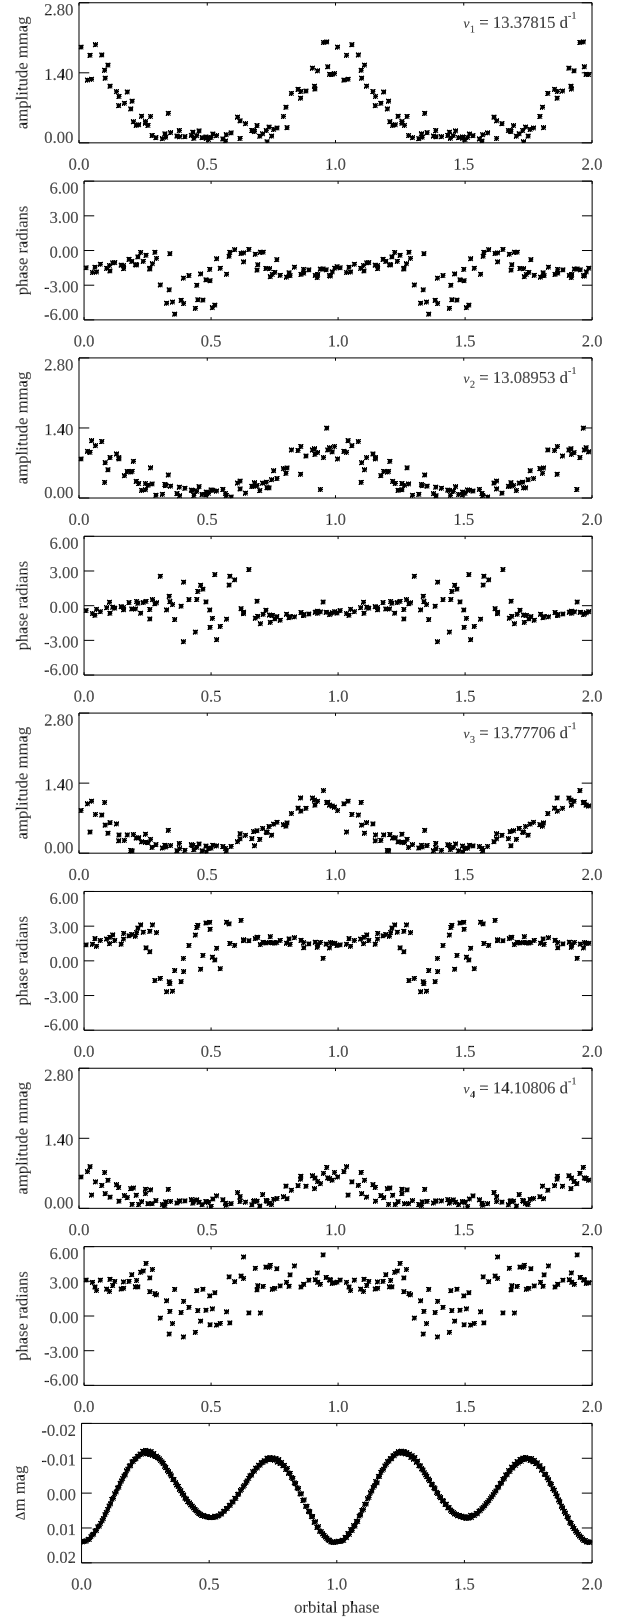 2.80
1.40
0.00
amplitude mmag
ν1 = 13.37815 d-1
0.0 0.5 1.0 1.5 2.0
6.00
3.00
0.00
-3.00
-6.00
phase radians
0.0 0.5 1.0 1.5 2.0
2.80
1.40
0.00
amplitude mmag
ν2 = 13.08953 d-1
0.0 0.5 1.0 1.5 2.0
6.00
3.00
0.00
-3.00
-6.00
phase radians
0.0 0.5 1.0 1.5 2.0
2.80
1.40
0.00
amplitude mmag
ν3 = 13.77706 d-1
0.0 0.5 1.0 1.5 2.0
6.00
3.00
0.00
-3.00
-6.00
phase radians
0.0 0.5 1.0 1.5 2.0
2.80
1.40
0.00
amplitude mmag
ν4 = 14.10806 d-1
0.0 0.5 1.0 1.5 2.0
6.00
3.00
0.00
-3.00
-6.00
phase radians
0.0 0.5 1.0 1.5 2.0
-0.02
-0.01
0.00
0.01
0.02
Δm mag
0.0 0.5 1.0 1.5 2.0
orbital phase